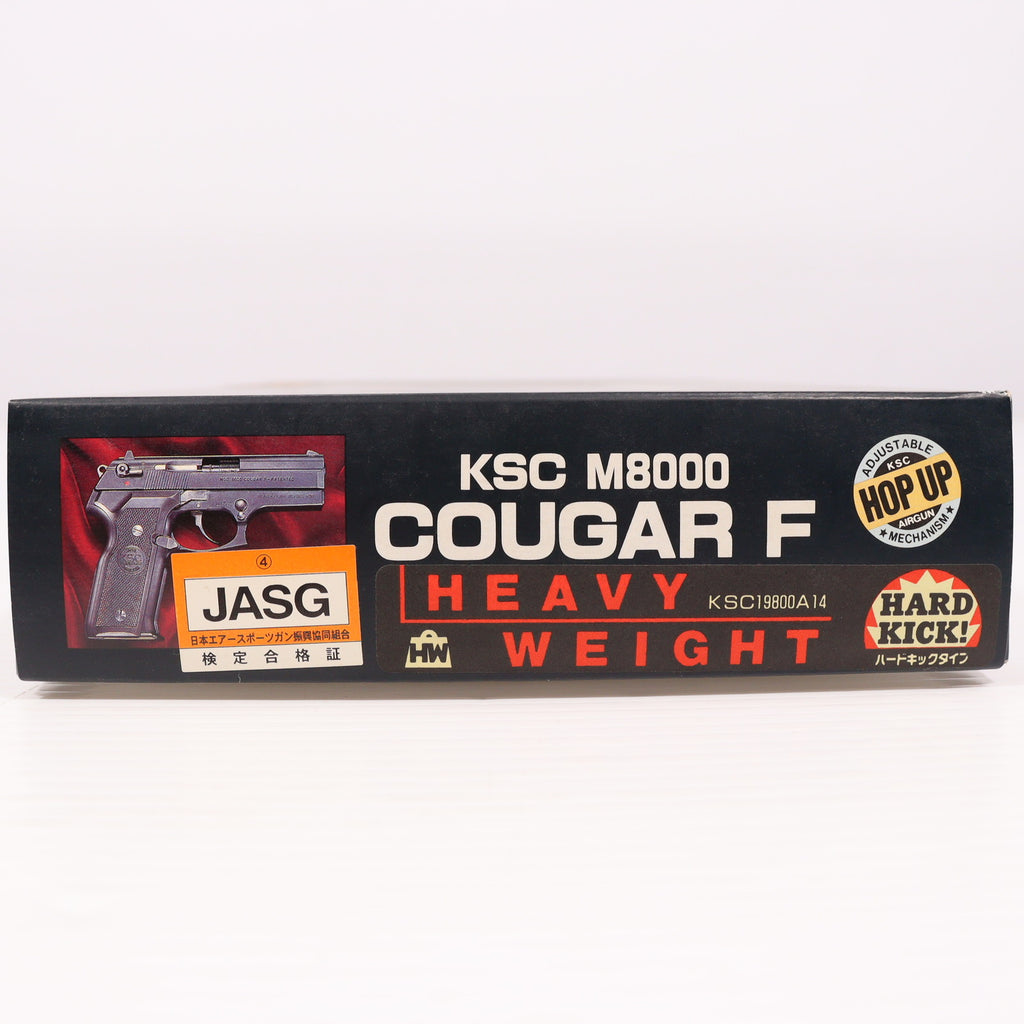 KSC M8000
COUGAR F
HEAVY
KSC19800A14
WEIGHT
HW
④
JASG
日本エアースポーツガン振興協同組合
検定合格証
ADJUSTABLE
KSC
HOP UP
AIRGUN
★MECHANISM★
HARD
KICK!
ハードキックタイプ